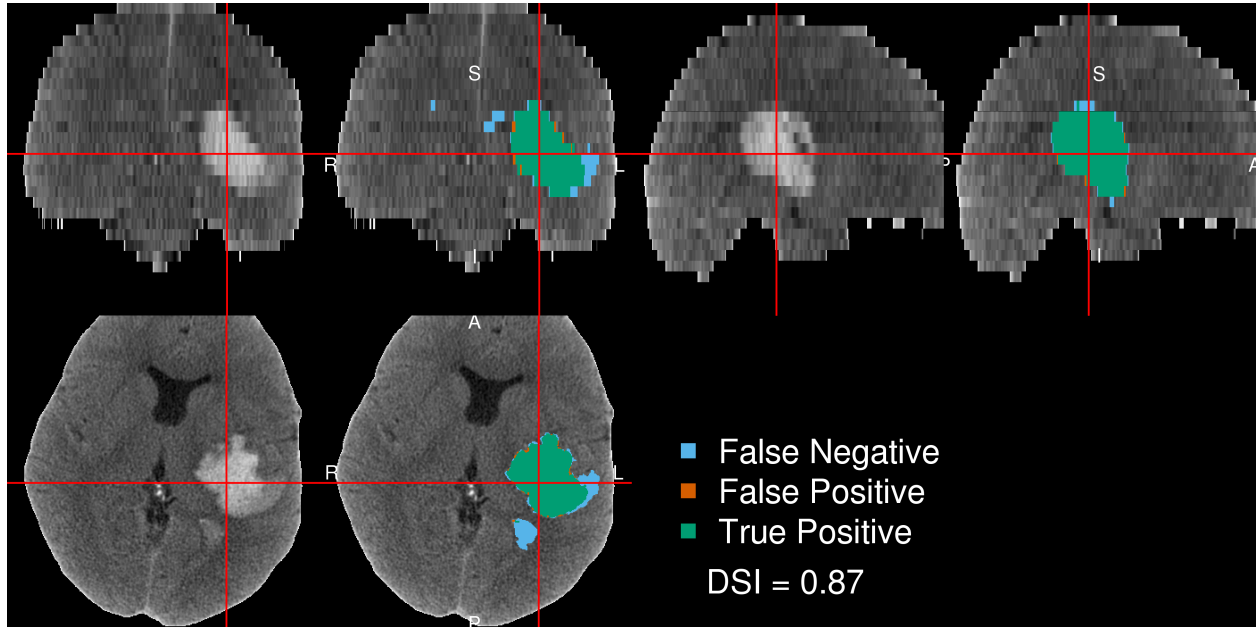 S
S
R
L
P
A
I
I
I
A
R
L
P
False Negative
False Positive
True Positive
DSI = 0.87